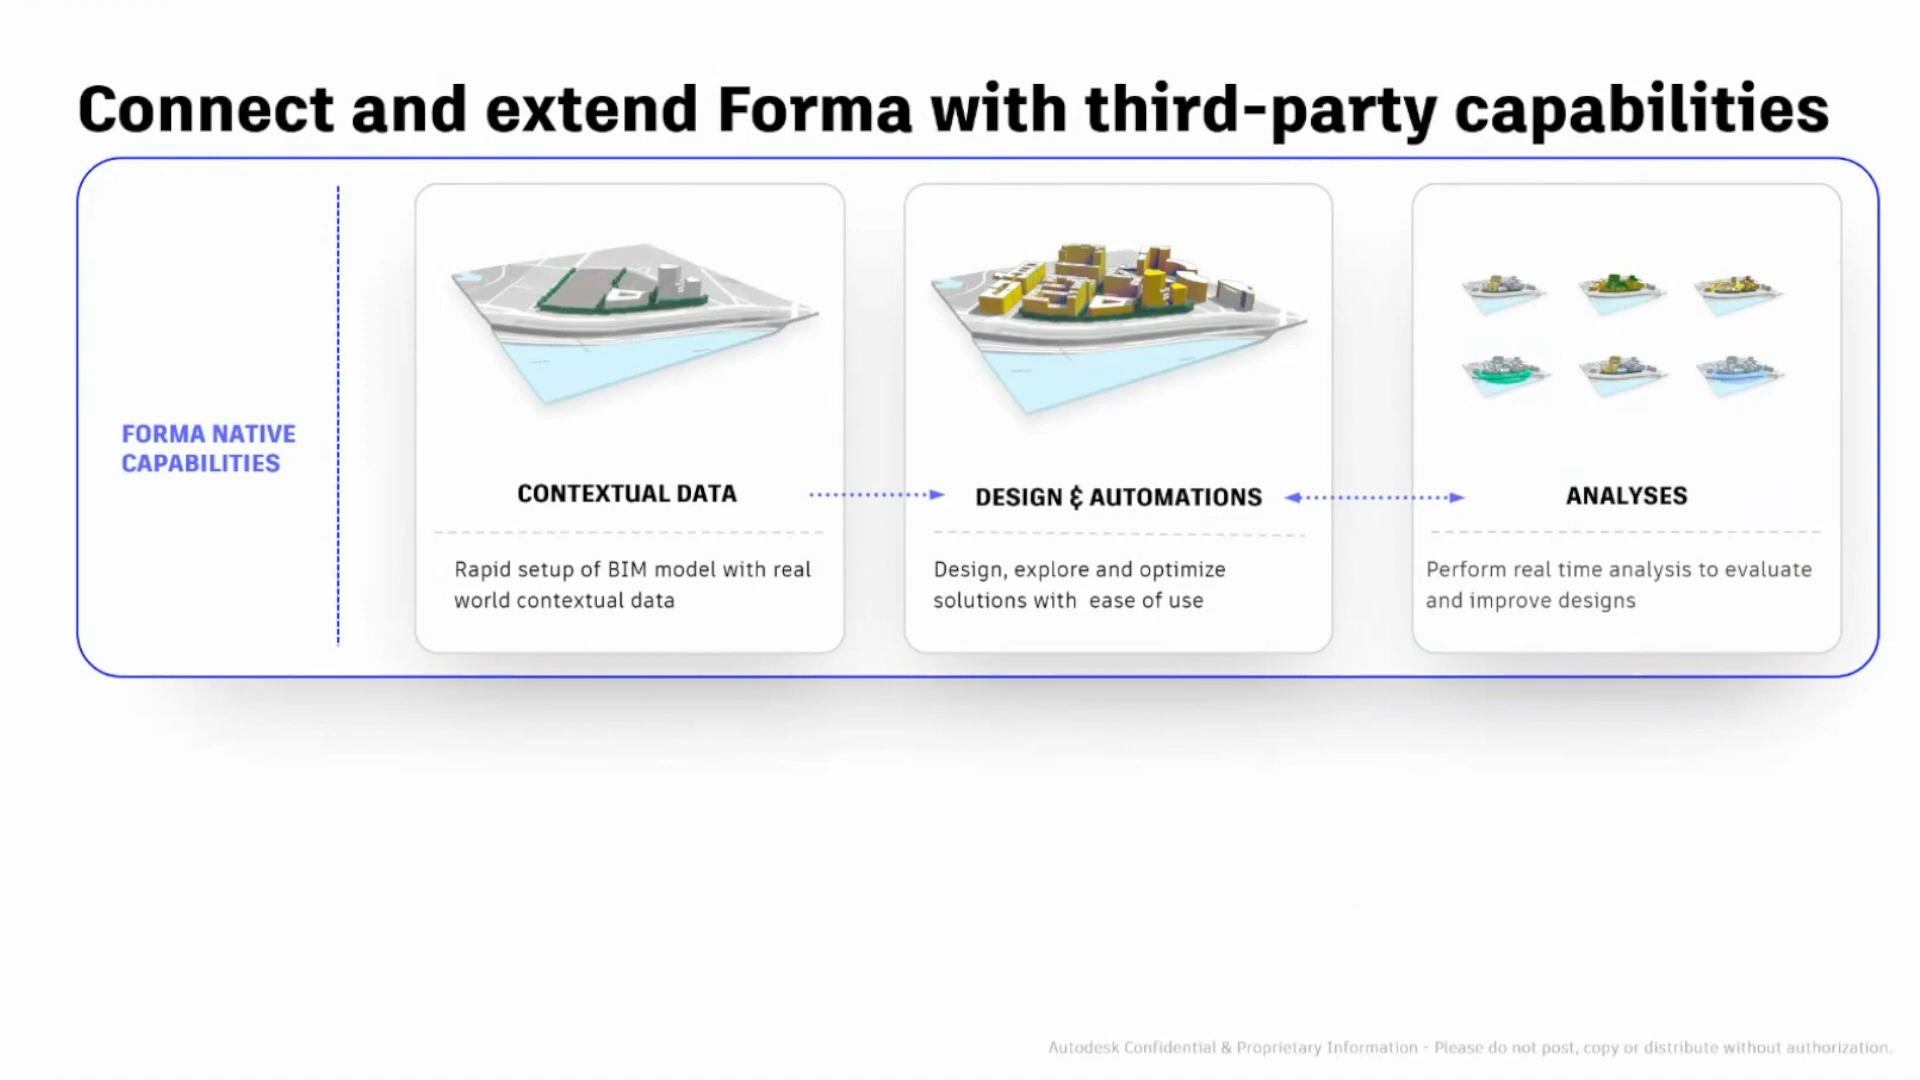 Connect and extend Forma with third-party capabilities
FORMA NATIVE
CAPABILITIES
CONTEXTUAL DATA
Rapid setup of BIM model with real
world contextual data
DESIGN & AUTOMATIONS
Design, explore and optimize
solutions with  ease of use
ANALYSES
Perform real time analysis to evaluate
and improve designs
Autodesk Confidential & Proprietary Information - Please do not post, copy or distribute without authorization.